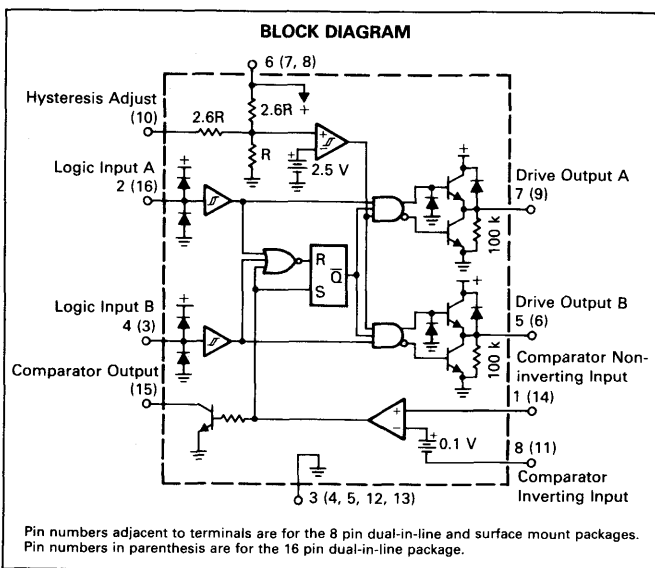 BLOCK DIAGRAM
6 (7, 8)
Hysteresis Adjust
(10)
2.6R
2.6R
+
R
+
−
+
−
2.5 V
Logic Input A
2 (16)
+
+
Drive Output A
7 (9)
100 k
R
Q̅
S
Logic Input B
4 (3)
+
+
Drive Output B
5 (6)
100 k
Comparator Output
(15)
Comparator Non-
inverting Input
1 (14)
+
−
+
−
0.1 V
8 (11)
Comparator
Inverting Input
3 (4, 5, 12, 13)
Pin numbers adjacent to terminals are for the 8 pin dual-in-line and surface mount packages.
Pin numbers in parenthesis are for the 16 pin dual-in-line package.